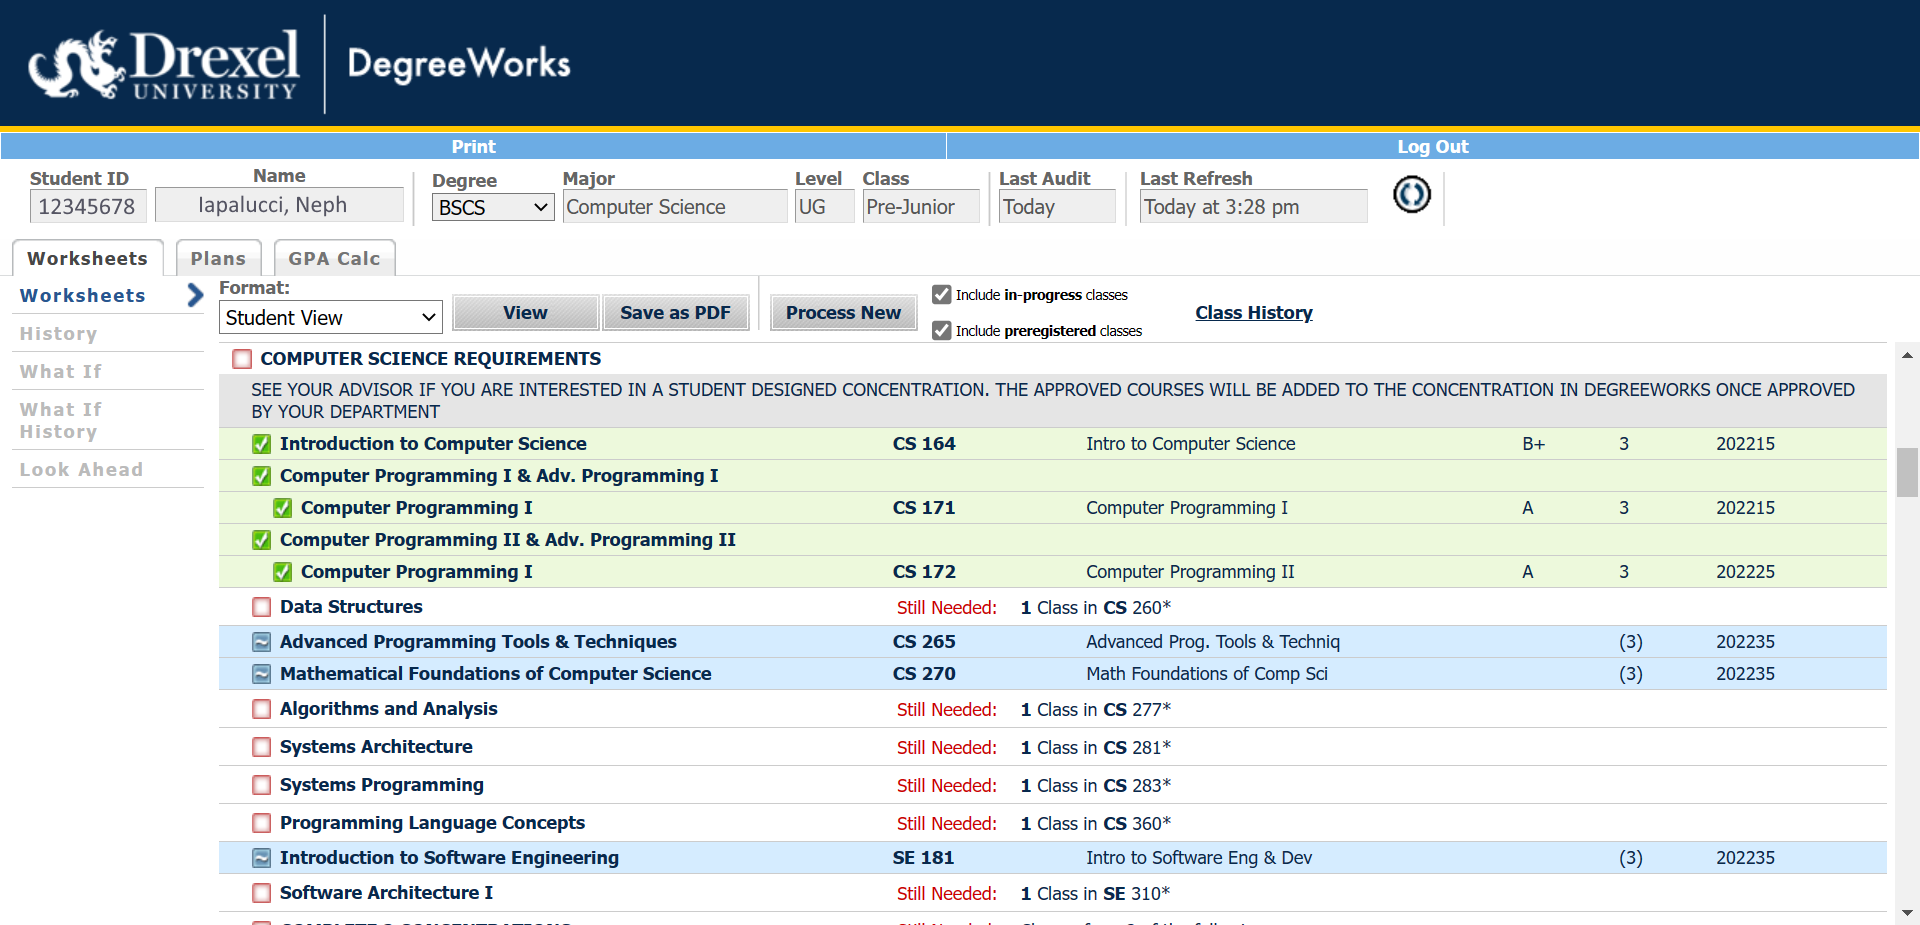 Drexel
UNIVERSITY
DegreeWorks
Print Log Out
Student ID Name Degree Major Level Class Last Audit Last Refresh
12345678 Iapalucci, Neph BSCS Computer Science UG Pre-Junior Today Today at 3:28 pm
Worksheets Plans GPA Calc
Worksheets
History
What If
What If
History
Look Ahead
Format:
Student View View Save as PDF Process New
Include in-progress classes
Include preregistered classes
Class History
COMPUTER SCIENCE REQUIREMENTS
SEE YOUR ADVISOR IF YOU ARE INTERESTED IN A STUDENT DESIGNED CONCENTRATION. THE APPROVED COURSES WILL BE ADDED TO THE CONCENTRATION IN DEGREEWORKS ONCE APPROVED
BY YOUR DEPARTMENT
Introduction to Computer Science CS 164 Intro to Computer Science B+ 3 202215
Computer Programming I & Adv. Programming I
Computer Programming I CS 171 Computer Programming I A 3 202215
Computer Programming II & Adv. Programming II
Computer Programming I CS 172 Computer Programming II A 3 202225
Data Structures Still Needed: 1 Class in CS 260*
Advanced Programming Tools & Techniques CS 265 Advanced Prog. Tools & Techniq (3) 202235
Mathematical Foundations of Computer Science CS 270 Math Foundations of Comp Sci (3) 202235
Algorithms and Analysis Still Needed: 1 Class in CS 277*
Systems Architecture Still Needed: 1 Class in CS 281*
Systems Programming Still Needed: 1 Class in CS 283*
Programming Language Concepts Still Needed: 1 Class in CS 360*
Introduction to Software Engineering SE 181 Intro to Software Eng & Dev (3) 202235
Software Architecture I Still Needed: 1 Class in SE 310*